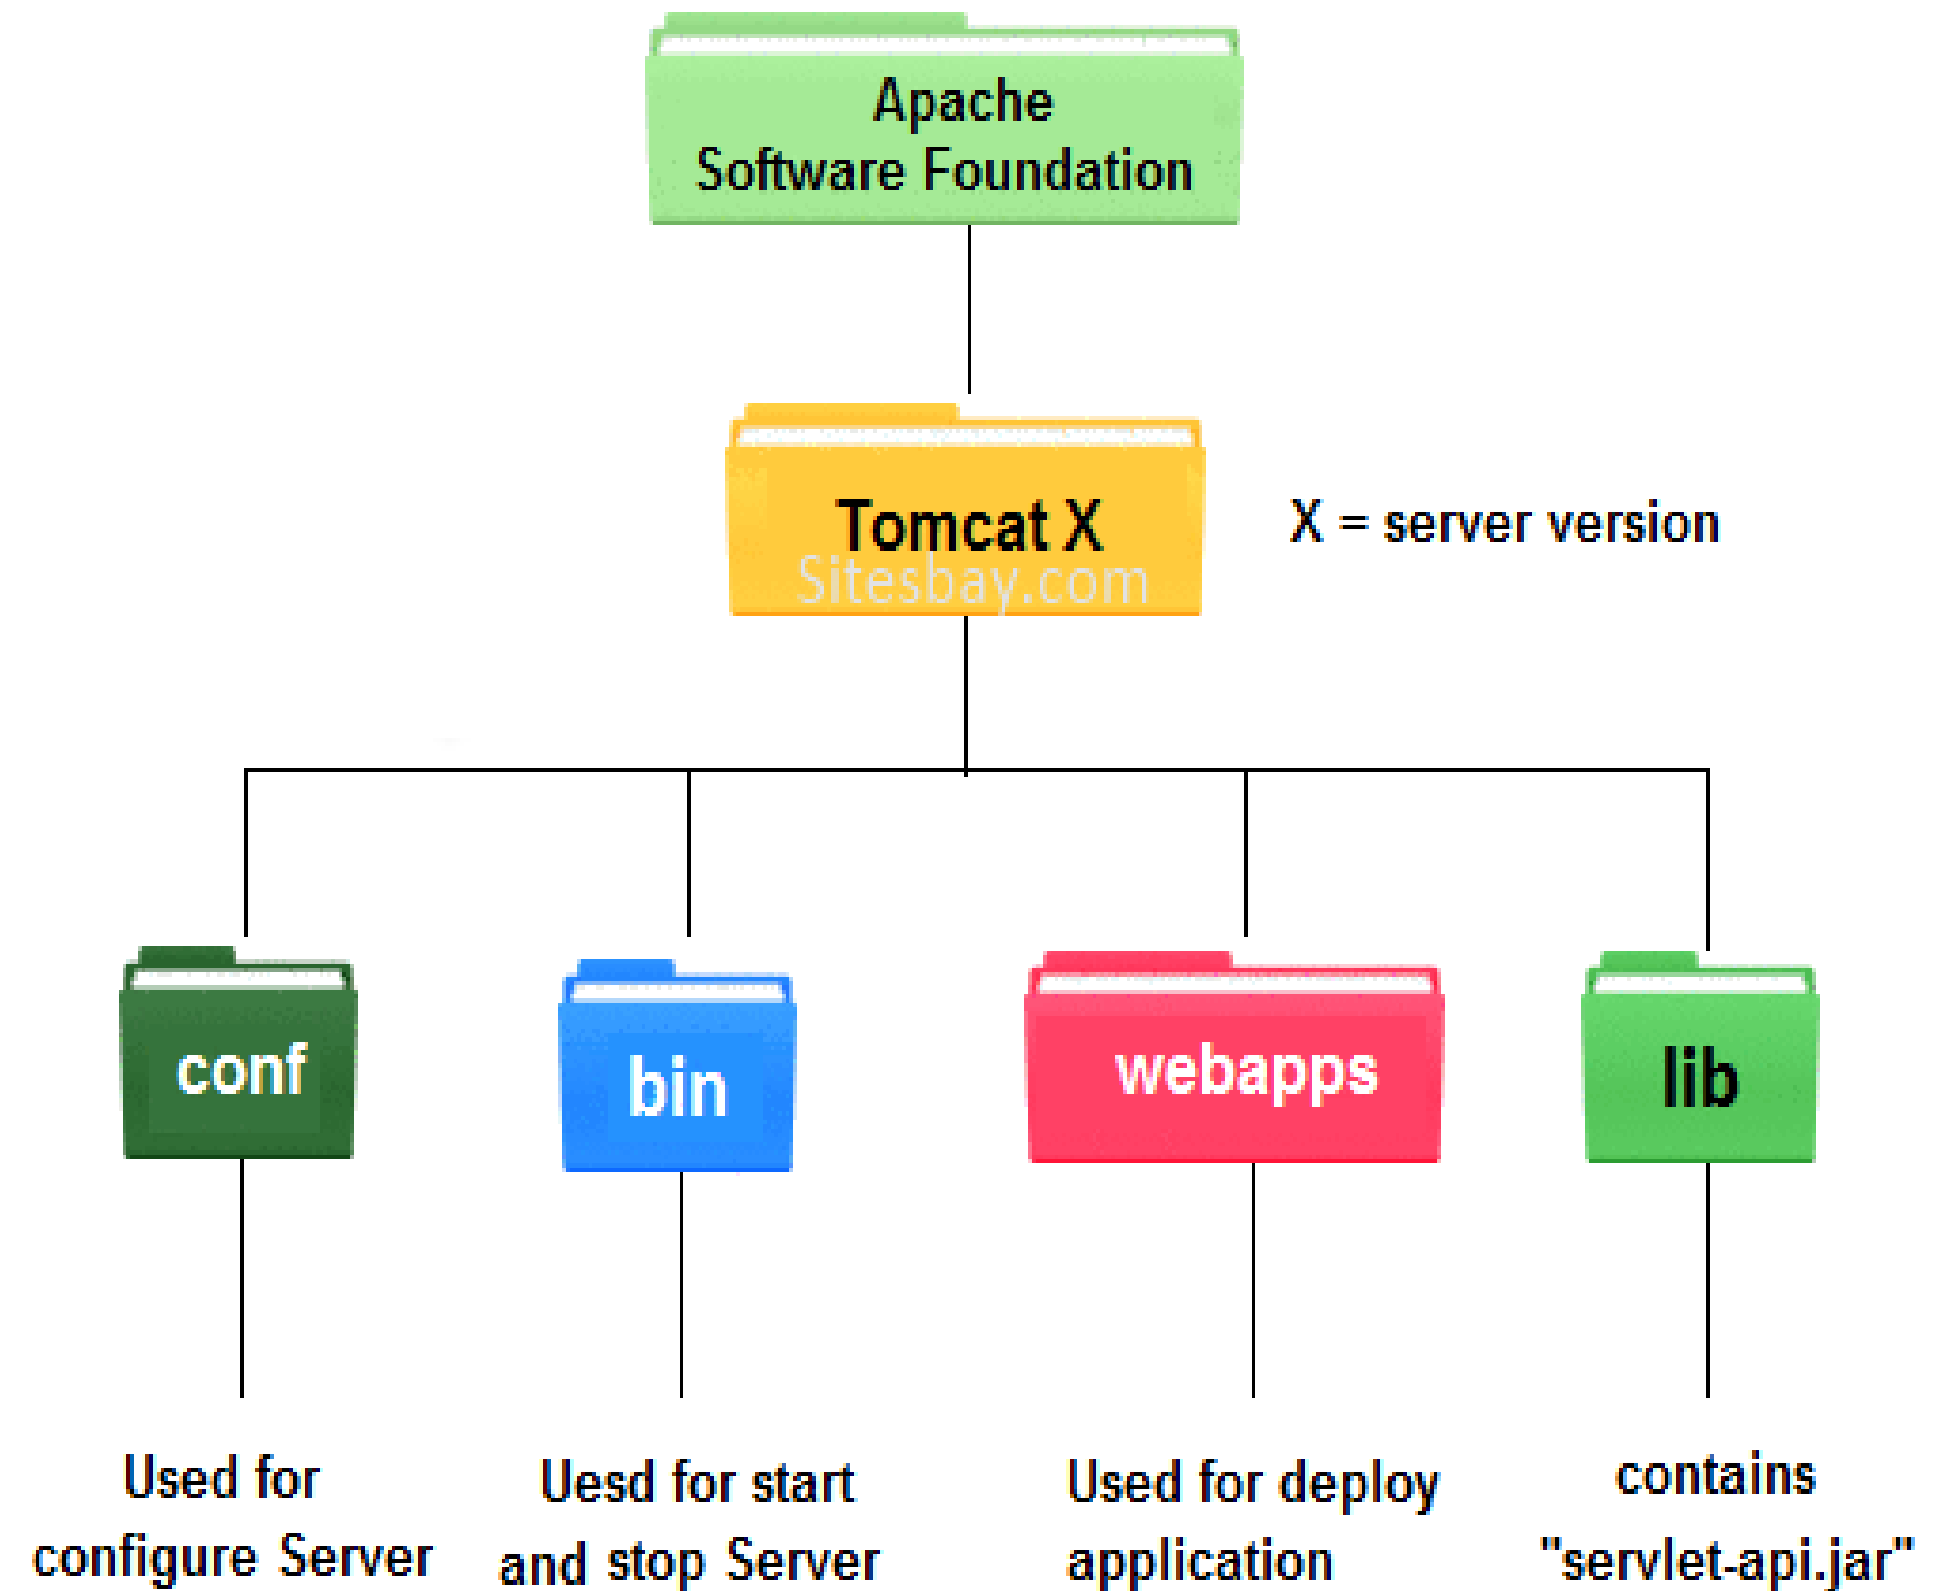 Apache
Software Foundation
Tomcat X
X = server version
Sitesbay.com
conf
bin
webapps
lib
Used for
configure Server
Uesd for start
and stop Server
Used for deploy
application
contains
"servlet-api.jar"